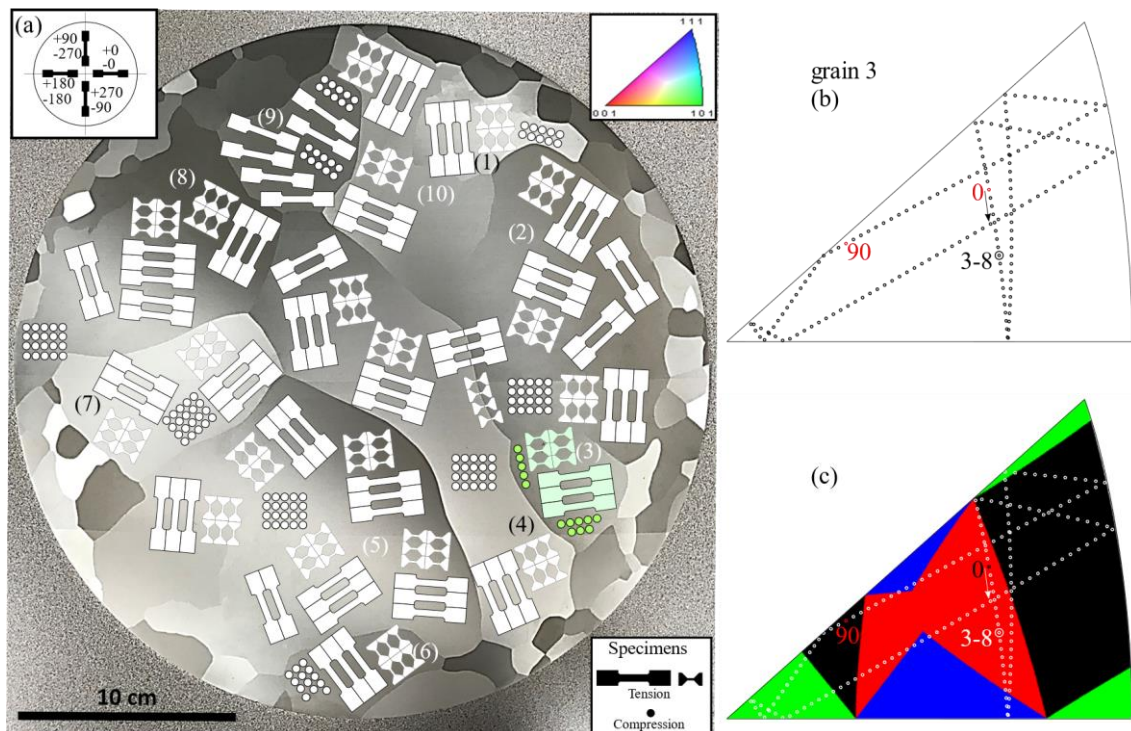 (a)
+90
-270
+0
-0
+180
-180
+270
-90
1 1 1
0 0 1
1 0 1
(9)
(1)
(8)
(10)
(2)
(7)
(3)
(4)
(5)
(6)
10 cm
Specimens
Tension
Compression
grain 3
(b)
0
90
3-8
(c)
0
90
3-8